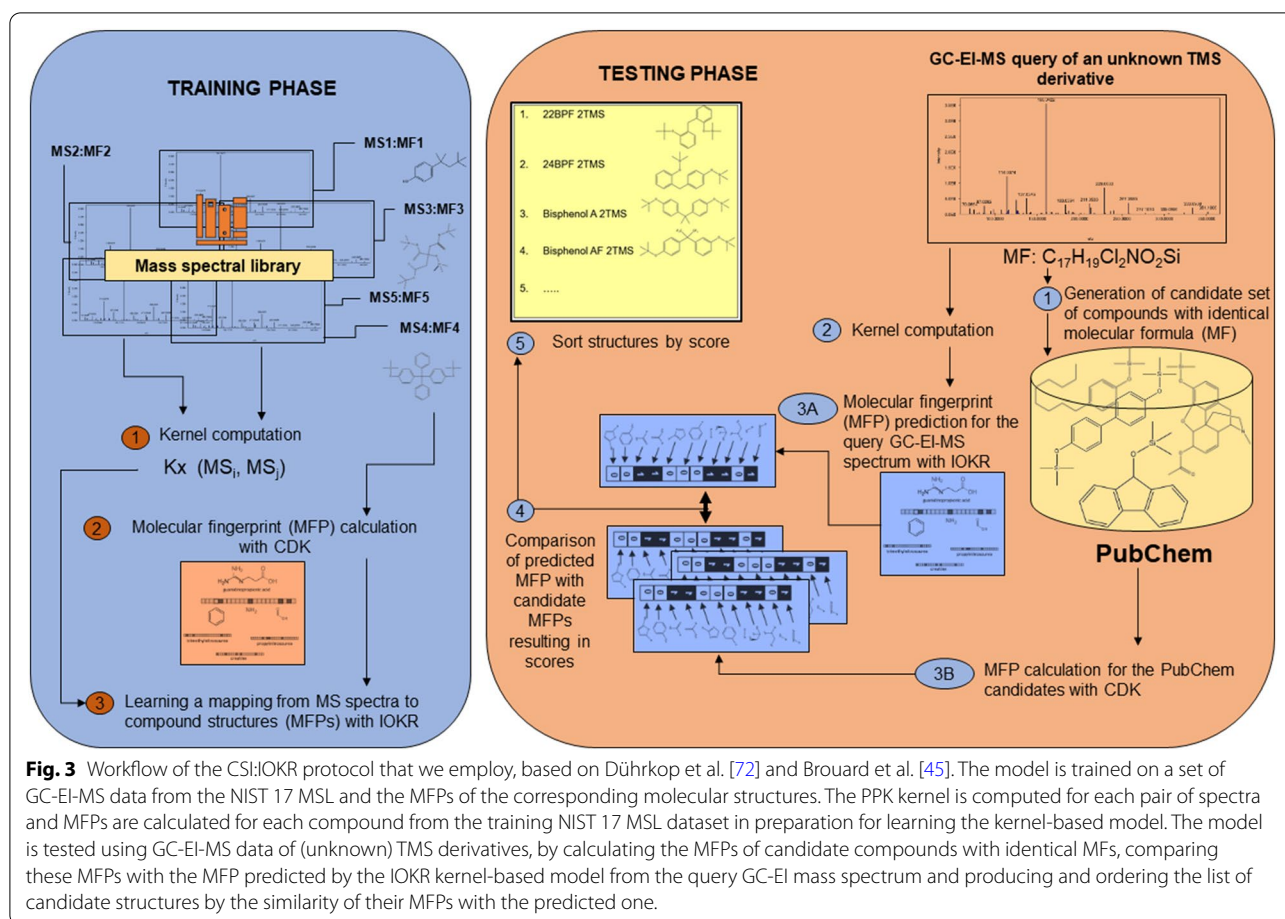 TRAINING PHASE
MS2:MF2
MS1:MF1
MS3:MF3
Mass spectral library
MS5:MF5
MS4:MF4
1
Kernel computation
Kx (MSi, MSj)
2
Molecular fingerprint (MFP) calculation
with CDK
guanidinopropionic acid
NH₂
3
Learning a mapping from MS spectra to
compound structures (MFPs) with IOKR
TESTING PHASE
1. 22BPF 2TMS
2. 24BPF 2TMS
3. Bisphenol A 2TMS
4. Bisphenol AF 2TMS
5. .....
5
Sort structures by score
GC-EI-MS query of an unknown TMS
derivative
MF: C₁₇H₁₉Cl₂NO₂Si
1
Generation of candidate set
of compounds with identical
molecular formula (MF)
2
Kernel computation
3A
Molecular fingerprint
(MFP) prediction for the
query GC-EI-MS
spectrum with IOKR
4
Comparison
of predicted
MFP with
candidate
MFPs
resulting in
scores
PubChem
3B
MFP calculation for the PubChem
candidates with CDK
Fig. 3 Workflow of the CSI:IOKR protocol that we employ, based on Dührkop et al. [72] and Brouard et al. [45]. The model is trained on a set of
GC-EI-MS data from the NIST 17 MSL and the MFPs of the corresponding molecular structures. The PPK kernel is computed for each pair of spectra
and MFPs are calculated for each compound from the training NIST 17 MSL dataset in preparation for learning the kernel-based model. The model
is tested using GC-EI-MS data of (unknown) TMS derivatives, by calculating the MFPs of candidate compounds with identical MFs, comparing
these MFPs with the MFP predicted by the IOKR kernel-based model from the query GC-EI mass spectrum and producing and ordering the list of
candidate structures by the similarity of their MFPs with the predicted one.